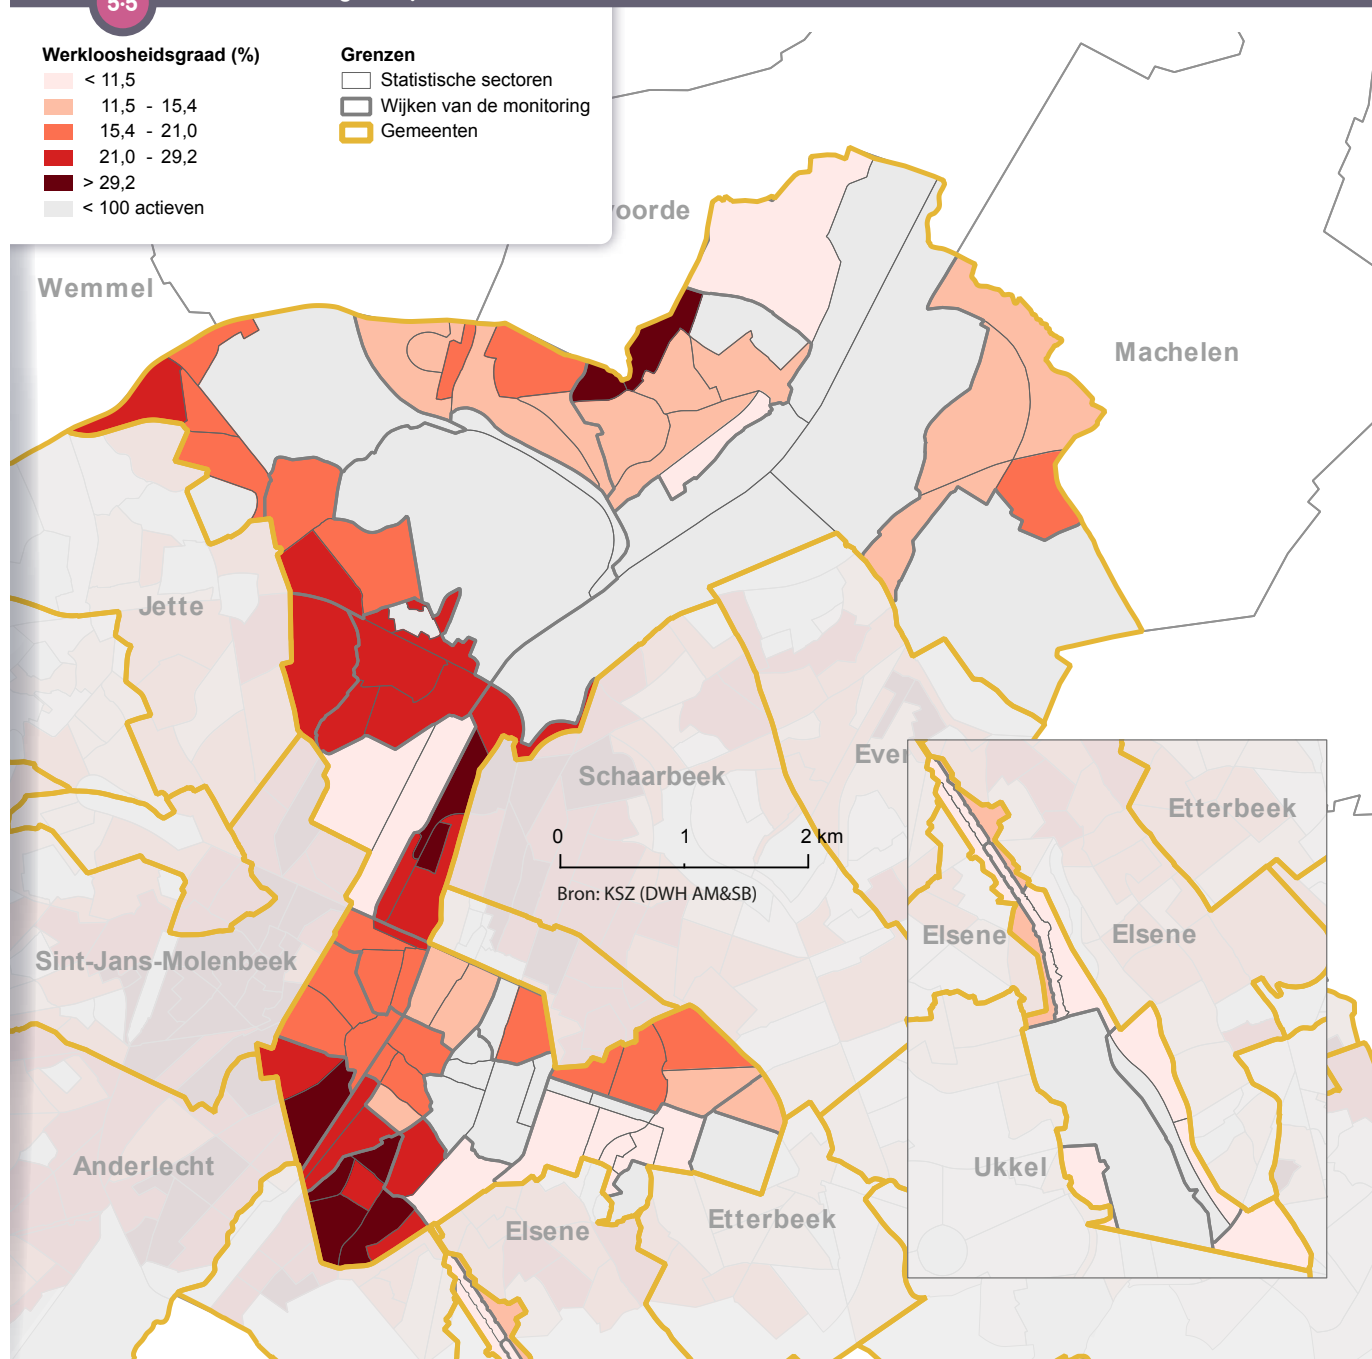 5.5
Werkloosheidsgraad (%)
< 11,5
11,5 - 15,4
15,4 - 21,0
21,0 - 29,2
> 29,2
< 100 actieven
Grenzen
Statistische sectoren
Wijken van de monitoring
Gemeenten
voorde
Wemmel
Machelen
Jette
Schaarbeek
Ever
Etterbeek
0 1 2 km
Bron: KSZ (DWH AM&SB)
Elsene
Elsene
Sint-Jans-Molenbeek
Anderlecht
Ukkel
Elsene
Etterbeek